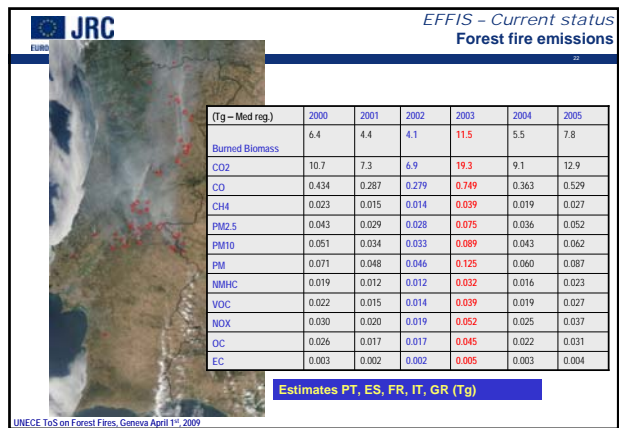 JRC
EFFIS – Current status
Forest fire emissions
22
(Tg – Med reg.) 2000 2001 2002 2003 2004 2005
Burned Biomass 6.4 4.4 4.1 11.5 5.5 7.8
CO2 10.7 7.3 6.9 19.3 9.1 12.9
CO 0.434 0.287 0.279 0.749 0.363 0.529
CH4 0.023 0.015 0.014 0.039 0.019 0.027
PM2.5 0.043 0.029 0.028 0.075 0.036 0.052
PM10 0.051 0.034 0.033 0.089 0.043 0.062
PM 0.071 0.048 0.046 0.125 0.060 0.087
NMHC 0.019 0.012 0.012 0.032 0.016 0.023
VOC 0.022 0.015 0.014 0.039 0.019 0.027
NOX 0.030 0.020 0.019 0.052 0.025 0.037
OC 0.026 0.017 0.017 0.045 0.022 0.031
EC 0.003 0.002 0.002 0.005 0.003 0.004
Estimates PT, ES, FR, IT, GR (Tg)
UNECE ToS on Forest Fires, Geneva April 1st, 2009